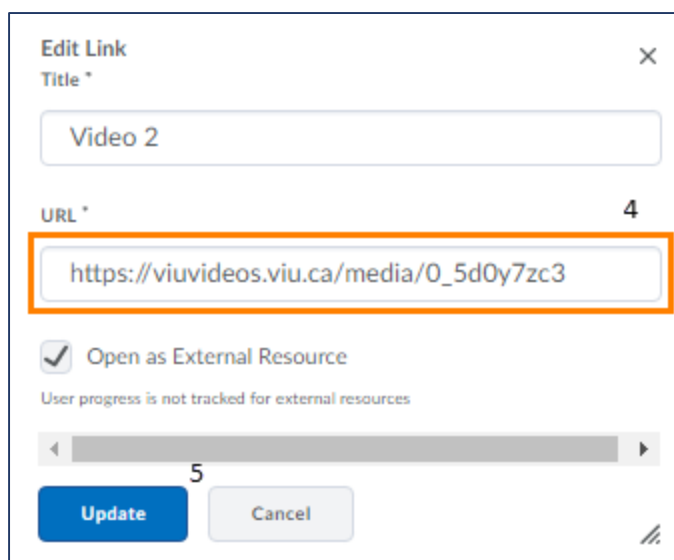 Edit Link
Title *
Video 2
URL *
4
https://viuvideos.viu.ca/media/0_5d0y7zc3
Open as External Resource
User progress is not tracked for external resources
5
Update
Cancel